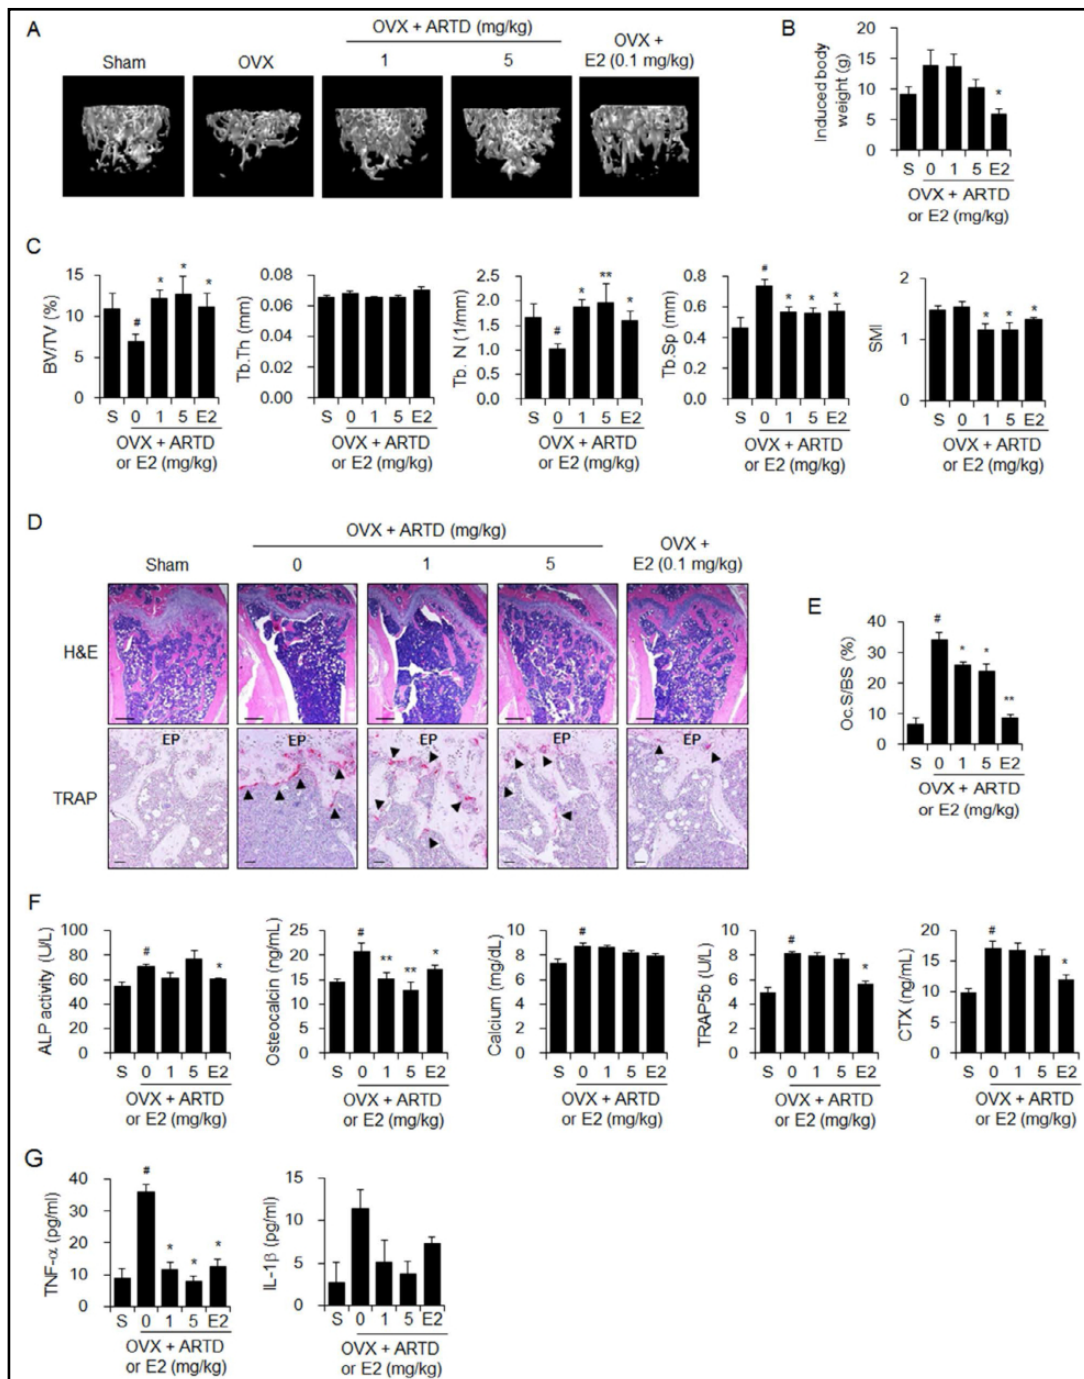 A
Sham
OVX
OVX + ARTD (mg/kg)
1
5
OVX +
E2 (0.1 mg/kg)
B
Induced body
weight (g)
20
15
10
5
0
*
S 0 1 5 E2
OVX + ARTD
or E2 (mg/kg)
C
BV/TV (%)
15
10
5
0
# * * *
S 0 1 5 E2
OVX + ARTD
or E2 (mg/kg)
Tb.Th (mm)
0.08
0.06
0.04
0.02
0.00
S 0 1 5 E2
OVX + ARTD
or E2 (mg/kg)
Tb. N (1/mm)
2.5
2.0
1.5
1.0
0.5
0.0
# * ** *
S 0 1 5 E2
OVX + ARTD
or E2 (mg/kg)
Tb.Sp (mm)
0.8
0.6
0.4
0.2
0.0
# * * *
S 0 1 5 E2
OVX + ARTD
or E2 (mg/kg)
SMI
2
1
0
* * *
S 0 1 5 E2
OVX + ARTD
or E2 (mg/kg)
D
OVX + ARTD (mg/kg)
Sham
0
1
5
OVX +
E2 (0.1 mg/kg)
H&E
TRAP
EP
EP
EP
EP
EP
E
Oc.S/BS (%)
40
30
20
10
0
# * * **
S 0 1 5 E2
OVX + ARTD
or E2 (mg/kg)
F
ALP activity (U/L)
100
80
60
40
20
0
# *
S 0 1 5 E2
OVX + ARTD
or E2 (mg/kg)
Osteocalcin (ng/mL)
25
20
15
10
5
0
# ** ** *
S 0 1 5 E2
OVX + ARTD
or E2 (mg/kg)
Calcium (mg/dL)
10
8
6
4
2
0
#
S 0 1 5 E2
OVX + ARTD
or E2 (mg/kg)
TRAP5b (U/L)
10
8
6
4
2
0
# *
S 0 1 5 E2
OVX + ARTD
or E2 (mg/kg)
CTX (ng/mL)
20
15
10
5
0
# *
S 0 1 5 E2
OVX + ARTD
or E2 (mg/kg)
G
TNF-α (pg/ml)
40
30
20
10
0
# * * *
S 0 1 5 E2
OVX + ARTD
or E2 (mg/kg)
IL-1β (pg/ml)
15
10
5
0
S 0 1 5 E2
OVX + ARTD
or E2 (mg/kg)